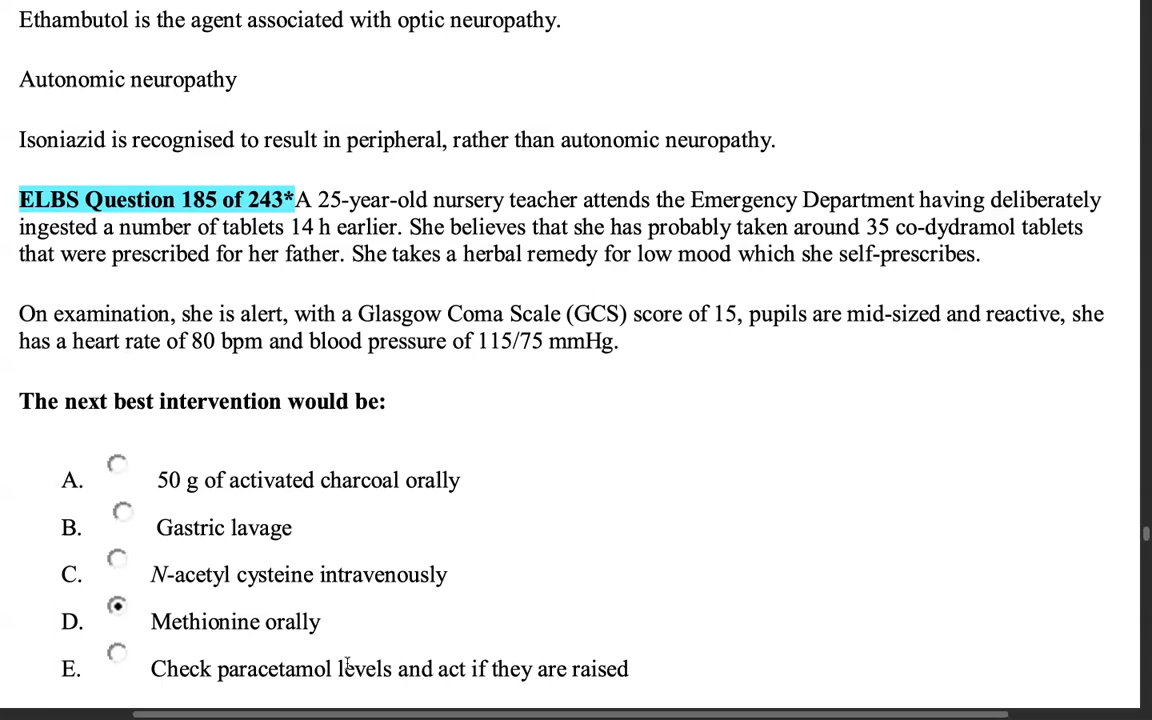 Ethambutol is the agent associated with optic neuropathy.
Autonomic neuropathy
Isoniazid is recognised to result in peripheral, rather than autonomic neuropathy.
ELBS Question 185 of 243*A 25-year-old nursery teacher attends the Emergency Department having deliberately
ingested a number of tablets 14 h earlier. She believes that she has probably taken around 35 co-dydramol tablets
that were prescribed for her father. She takes a herbal remedy for low mood which she self-prescribes.
On examination, she is alert, with a Glasgow Coma Scale (GCS) score of 15, pupils are mid-sized and reactive, she
has a heart rate of 80 bpm and blood pressure of 115/75 mmHg.
The next best intervention would be:
A. 50 g of activated charcoal orally
B. Gastric lavage
C. N-acetyl cysteine intravenously
D. Methionine orally
E. Check paracetamol levels and act if they are raised